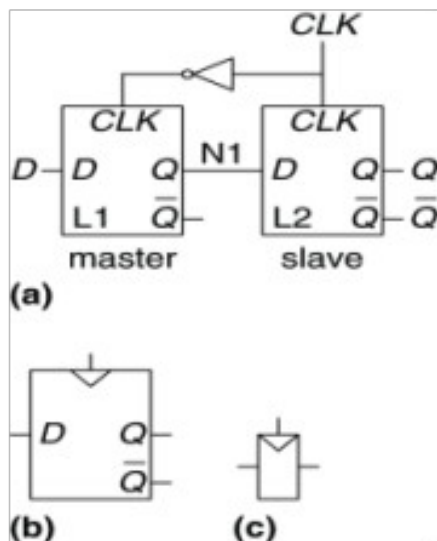 CLK
CLK CLK
D D Q N1 D Q Q
L1 Q̅ L2 Q̅ Q̅
master slave
(a)
D Q
Q̅
(b) (c)